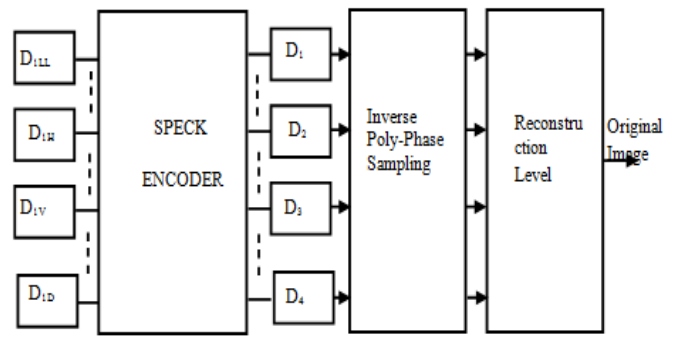 D1LL
D1H
D1V
D1D
SPECK
ENCODER
D1
D2
D3
D4
Inverse
Poly-Phase
Sampling
Reconstru
ction
Level
Original
Image